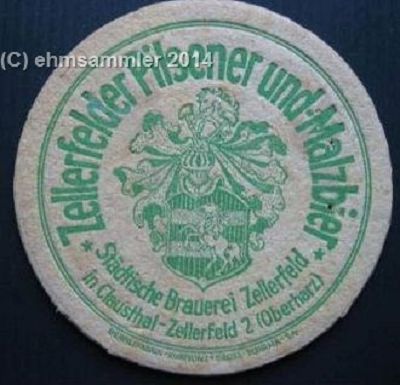 (C) ehmsammler 2014
Zellerfelder Pilsener und Malzbier
Städtische Brauerei Zellerfeld
in Clausthal-Zellerfeld 2 (Oberharz)